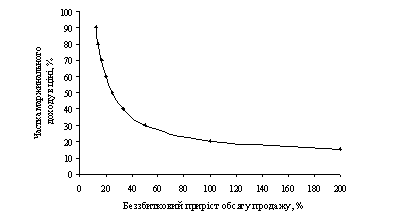 Частка маржинального
доходу в ціні, %
100
90
80
70
60
50
40
30
20
10
0
0 20 40 60 80 100 120 140 160 180 200
Беззбитковий приріст обсягу продажу, %